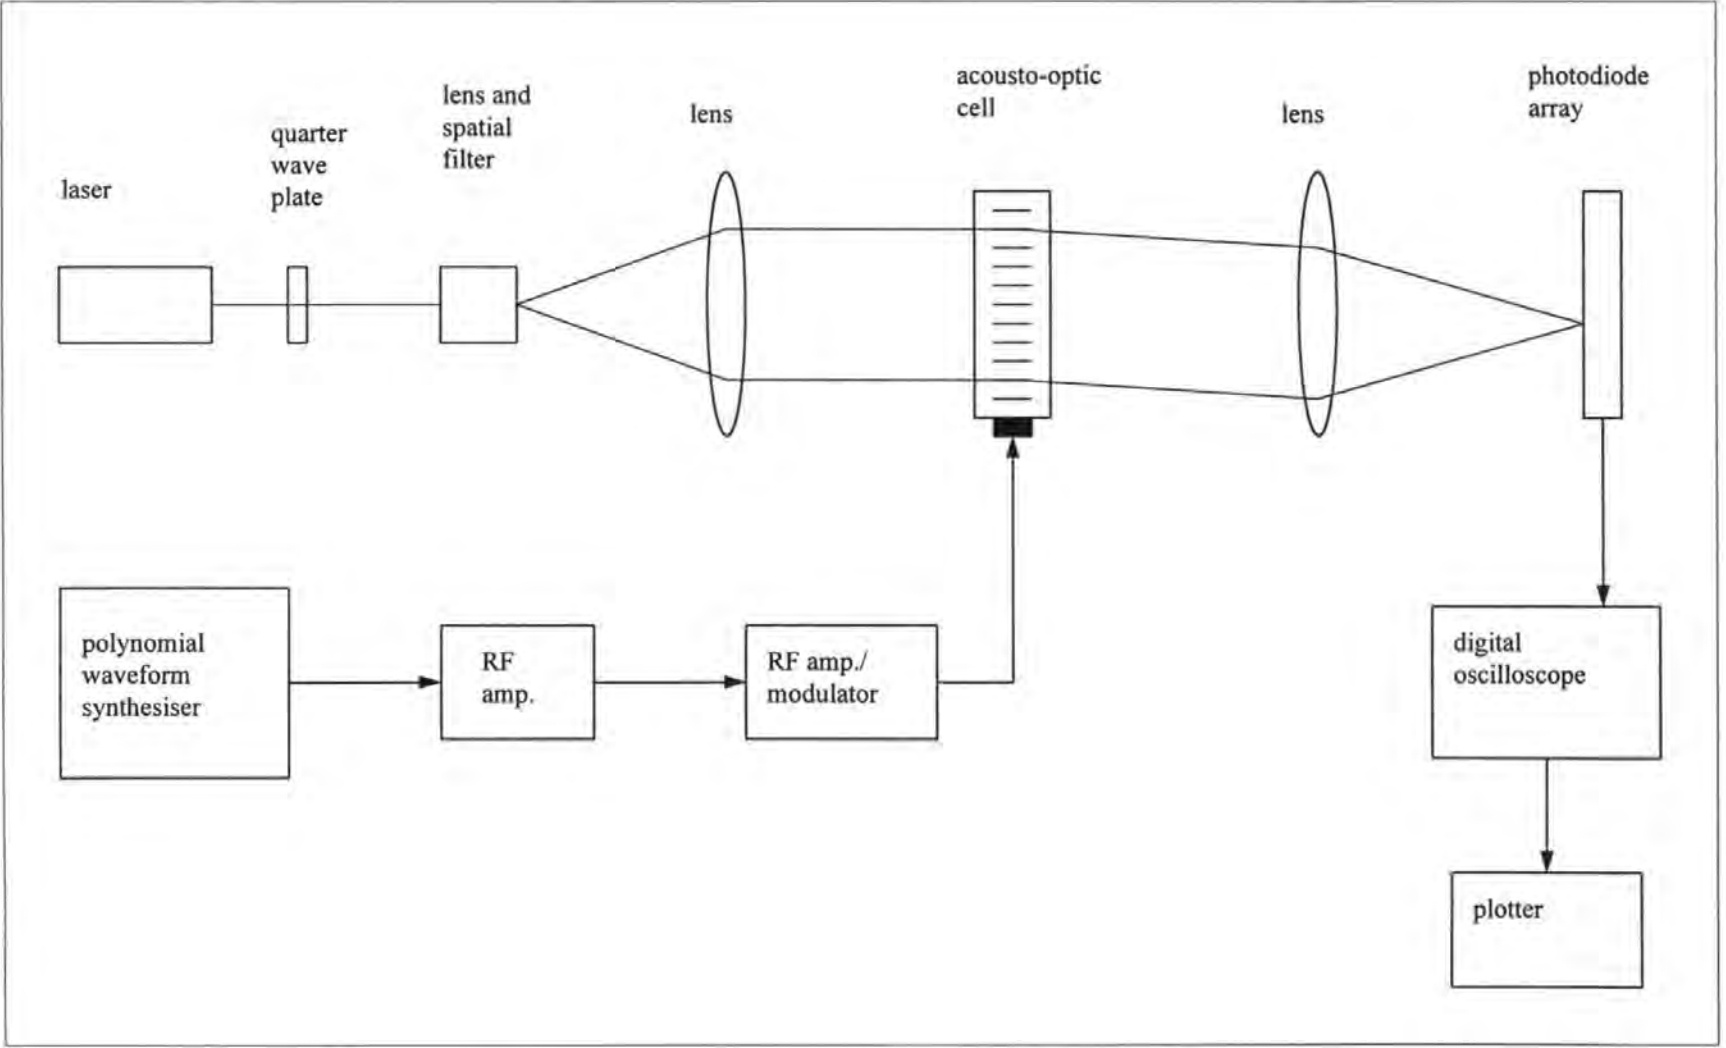 laser
quarter
wave
plate
lens and
spatial
filter
lens
acousto-optic
cell
lens
photodiode
array
polynomial
waveform
synthesiser
RF
amp.
RF amp./
modulator
digital
oscilloscope
plotter